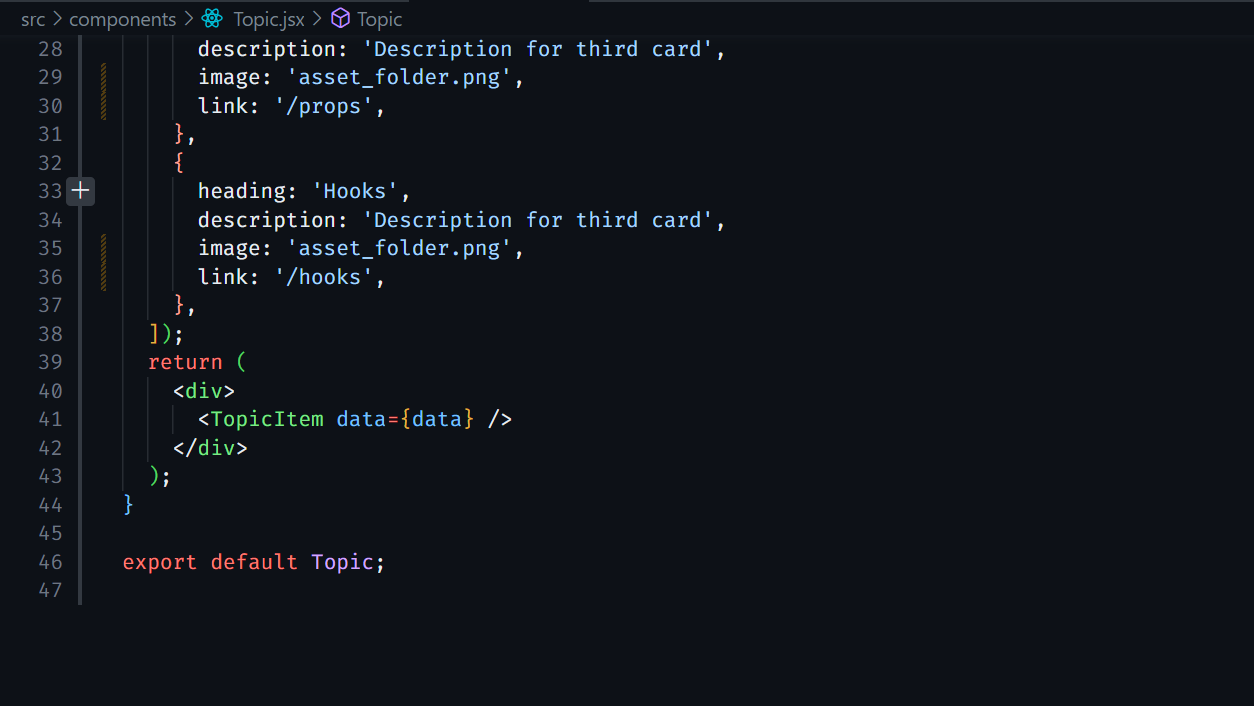 src > components > Topic.jsx > Topic
28 description: 'Description for third card',
29 image: 'asset_folder.png',
30 link: '/props',
31 },
32 {
33 heading: 'Hooks',
34 description: 'Description for third card',
35 image: 'asset_folder.png',
36 link: '/hooks',
37 },
38 ]);
39 return (
40 <div>
41 <TopicItem data={data} />
42 </div>
43 );
44 }
45
46 export default Topic;
47